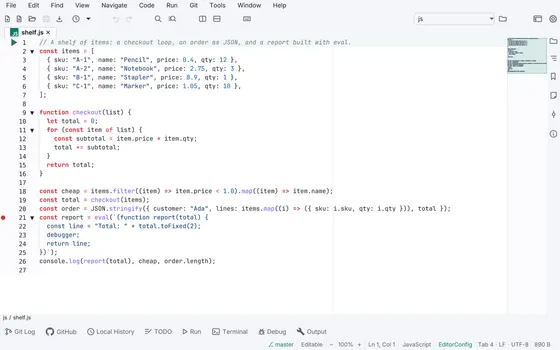 File Edit Find View Navigate Code Run Git Tools Window Help
js
shelf.js
1 // A shelf of items: a checkout loop, an order as JSON, and a report built with eval.
2 const items = [
3 { sku: "A-1", name: "Pencil", price: 0.4, qty: 12 },
4 { sku: "A-2", name: "Notebook", price: 2.75, qty: 3 },
5 { sku: "B-1", name: "Stapler", price: 8.9, qty: 1 },
6 { sku: "C-1", name: "Marker", price: 1.05, qty: 10 },
7 ];
8
9 function checkout(list) {
10 let total = 0;
11 for (const item of list) {
12 const subtotal = item.price * item.qty;
13 total += subtotal;
14 }
15 return total;
16 }
17
18 const cheap = items.filter((item) => item.price < 1.0).map((item) => item.name);
19 const total = checkout(items);
20 const order = JSON.stringify({ customer: "Ada", lines: items.map((i) => ({ sku: i.sku, qty: i.qty })), total });
21 const report = eval(`(function report(total) {
22 const line = "Total: " + total.toFixed(2);
23 debugger;
24 return line;
25 })`);
26 console.log(report(total), cheap, order.length);
27
js / shelf.js
Git Log GitHub Local History TODO Run Terminal Debug Output
master Editable − 100% + Ln 1, Col 1 JavaScript EditorConfig Tab 4 LF UTF-8 890 B